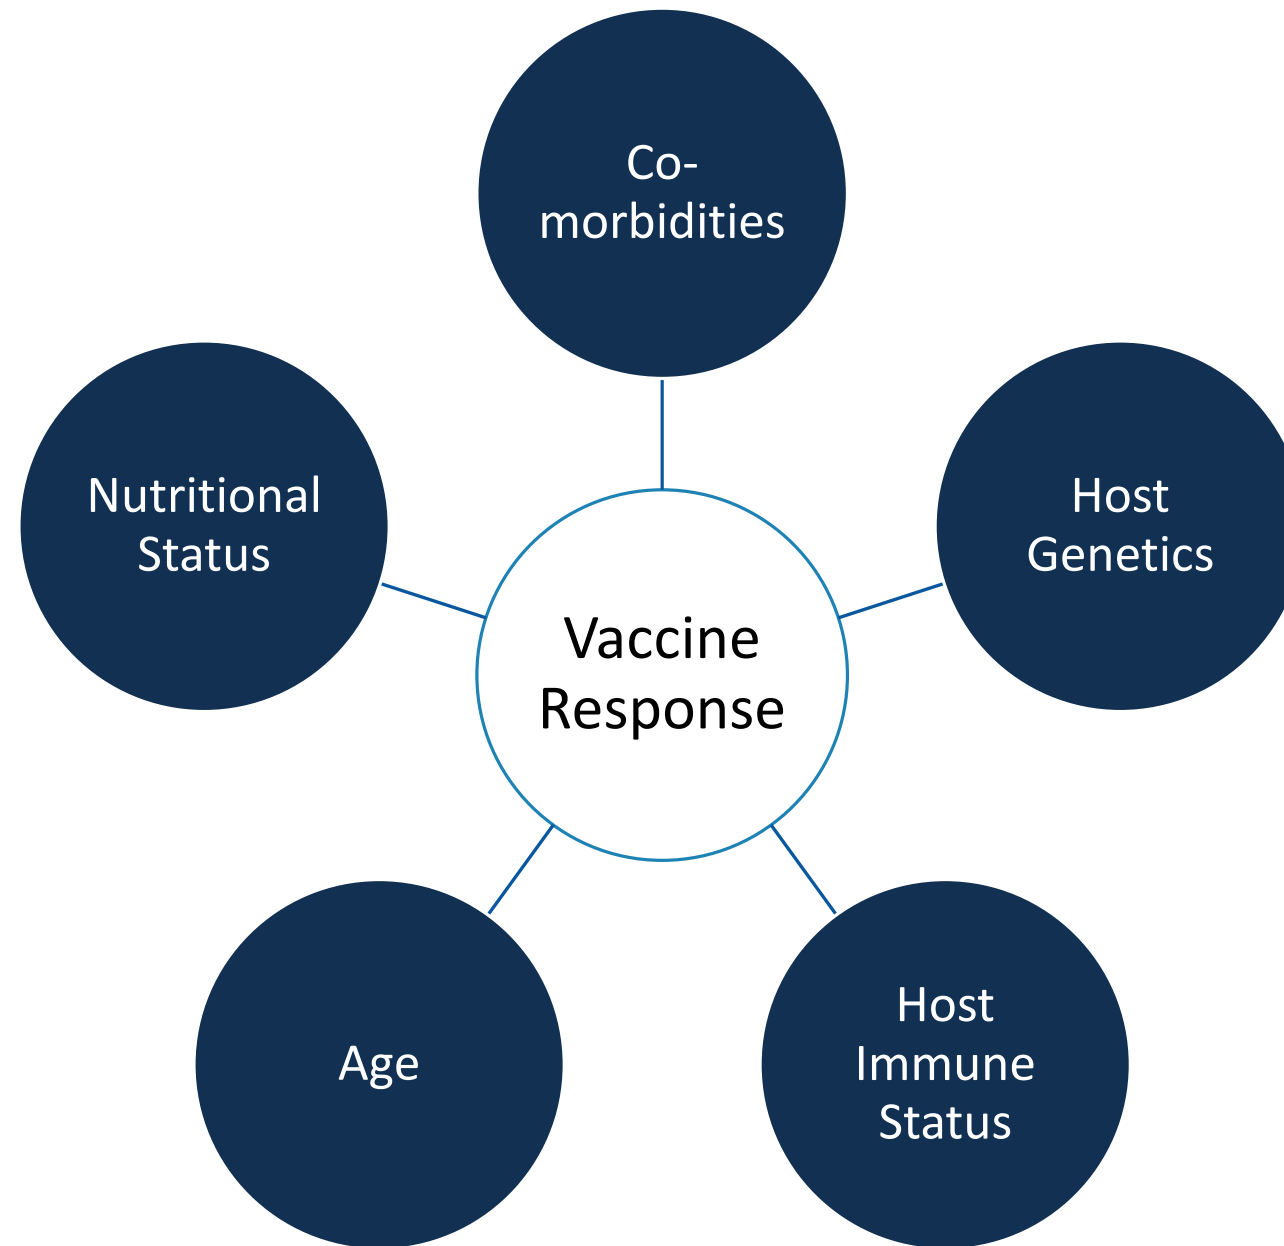 Co-
morbidities
Nutritional
Status
Host
Genetics
Vaccine
Response
Age
Host
Immune
Status